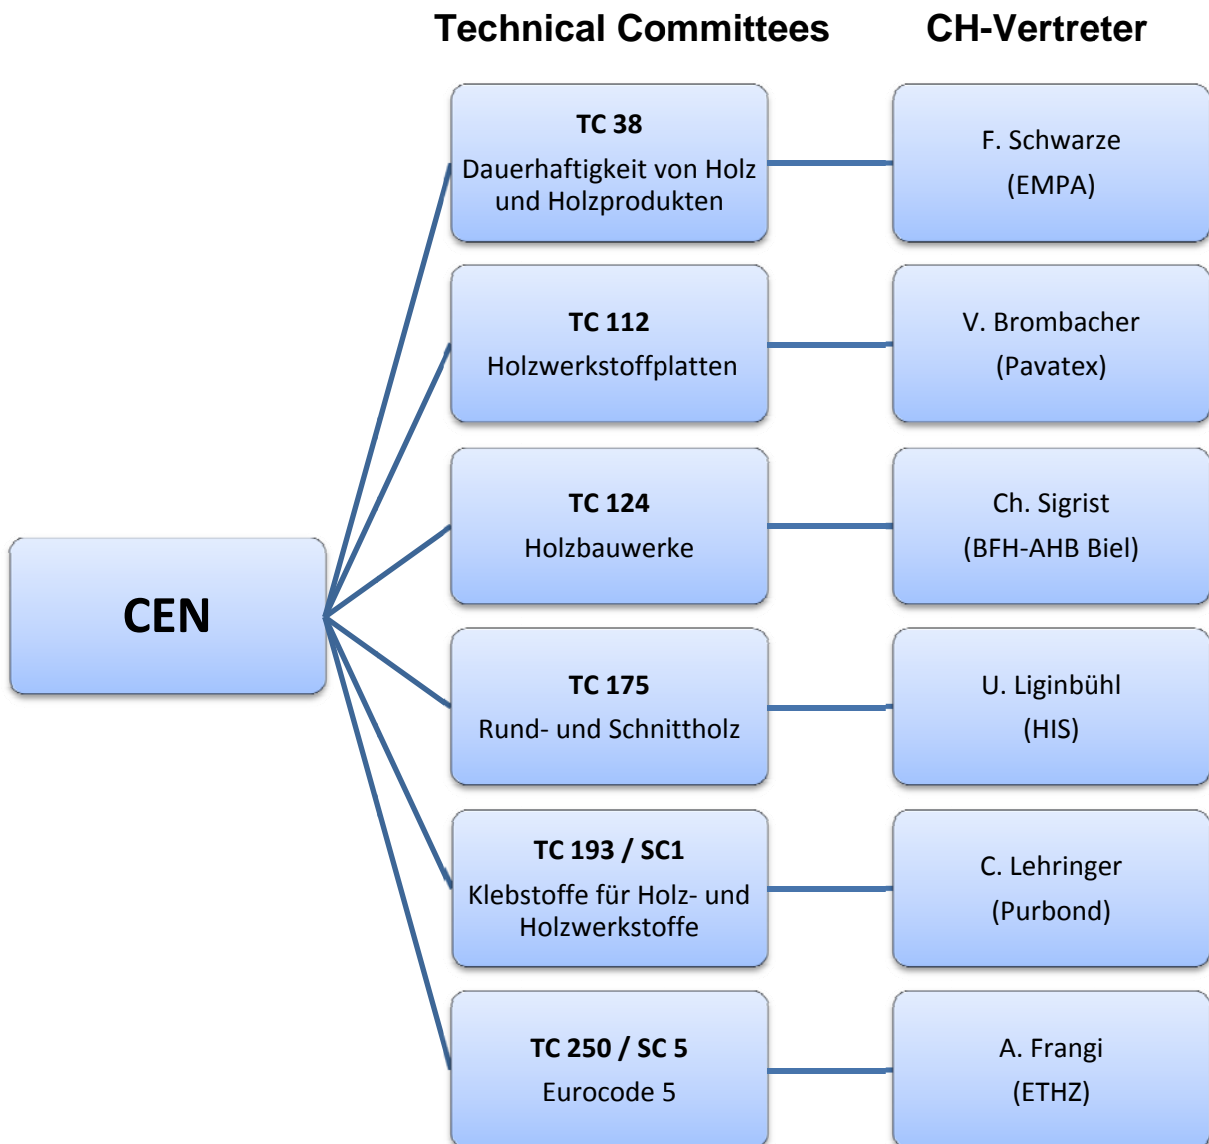 Technical Committees
CH-Vertreter
CEN
TC 38
Dauerhaftigkeit von Holz
und Holzprodukten
F. Schwarze
(EMPA)
TC 112
Holzwerkstoffplatten
V. Brombacher
(Pavatex)
TC 124
Holzbauwerke
Ch. Sigrist
(BFH-AHB Biel)
TC 175
Rund- und Schnittholz
U. Liginbühl
(HIS)
TC 193 / SC1
Klebstoffe für Holz- und
Holzwerkstoffe
C. Lehringer
(Purbond)
TC 250 / SC 5
Eurocode 5
A. Frangi
(ETHZ)